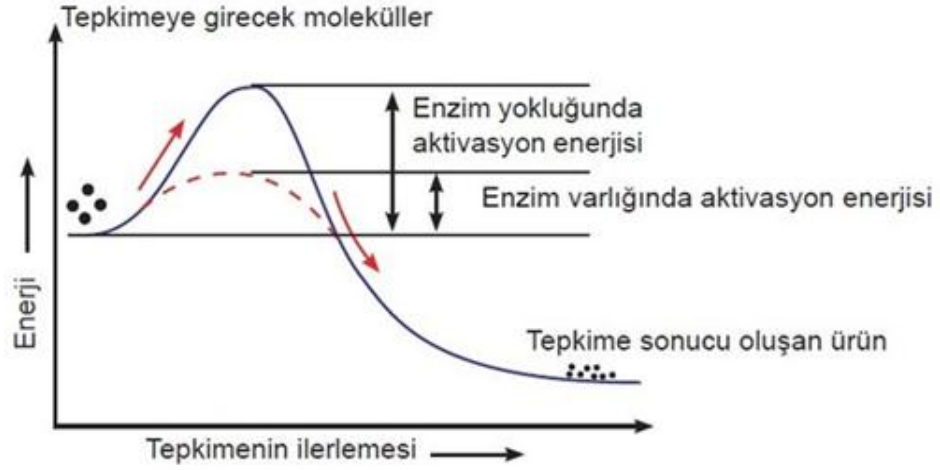 Tepkimeye girecek moleküller
Enzim yokluğunda
aktivasyon enerjisi
Enzim varlığında aktivasyon enerjisi
Enerji
Tepkime sonucu oluşan ürün
Tepkimenin ilerlemesi